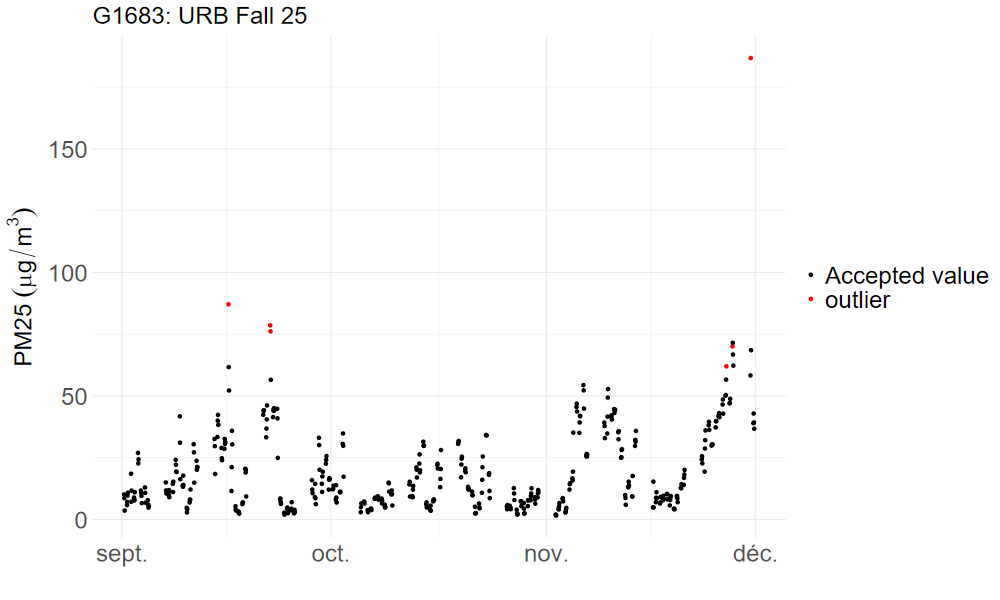 G1683: URB Fall 25
PM25 (μg/m³)
150
100
50
0
sept.
oct.
nov.
déc.
Accepted value
outlier